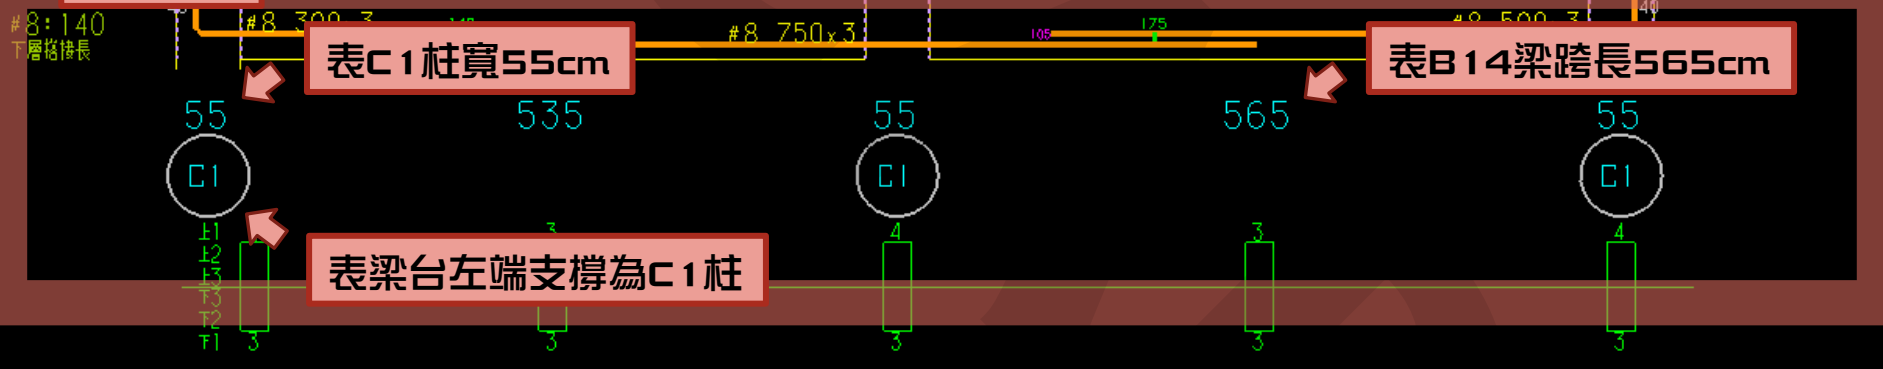 #8:140
下層搭接長
#8 300 3
140
#8 750x3
105
175
#8 500 3
40
表C1柱寬55cm
表B14梁跨長565cm
55 535 55 565 55
C1 C1 C1
表梁台左端支撐為C1柱
上1 3 4 3 4
上2
上3
下3
下2
下1 3 3 3 3 3